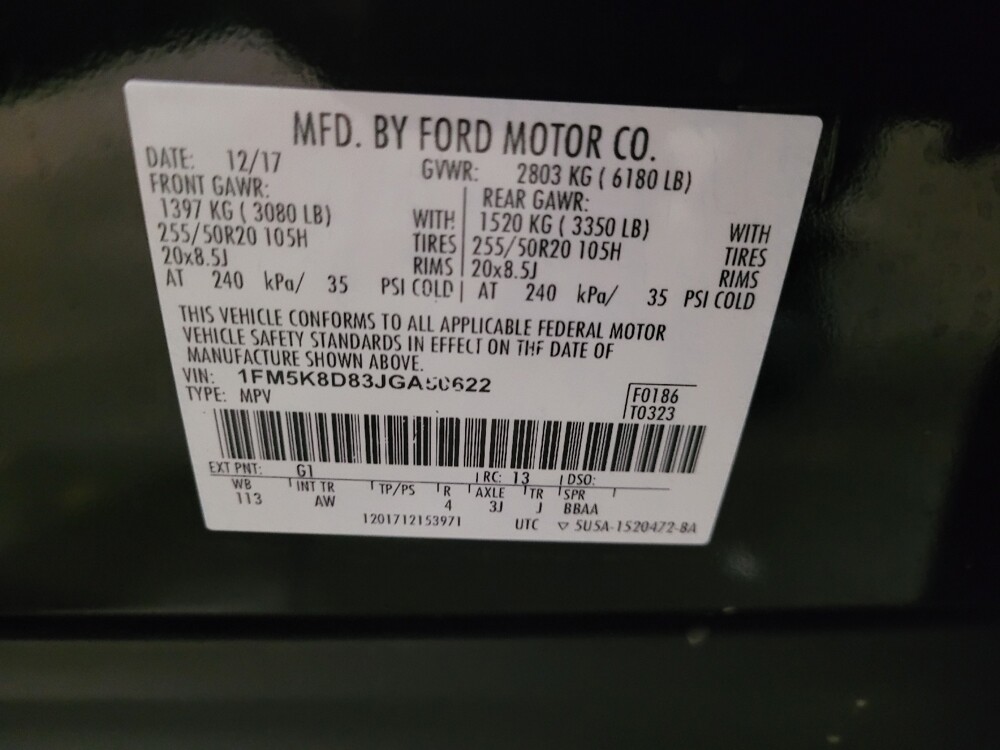 MFD. BY FORD MOTOR CO.
DATE: 12/17 GVWR: 2803 KG ( 6180 LB)
FRONT GAWR: REAR GAWR:
1397 KG ( 3080 LB) WITH 1520 KG ( 3350 LB) WITH
255/50R20 105H TIRES 255/50R20 105H TIRES
20x8.5J RIMS 20x8.5J RIMS
AT 240 kPa/ 35 PSI COLD AT 240 kPa/ 35 PSI COLD
THIS VEHICLE CONFORMS TO ALL APPLICABLE FEDERAL MOTOR
VEHICLE SAFETY STANDARDS IN EFFECT ON THE DATE OF
MANUFACTURE SHOWN ABOVE.
VIN: 1FM5K8D83JGA50622
TYPE: MPV
F0186
T0323
EXT PNT: G1 RC: 13 DSO:
WB INT TR TP/PS R AXLE TR SPR
113 AW 4 3J J BBAA
1201712153971 UTC ▽ 5U5A-1520472-BA